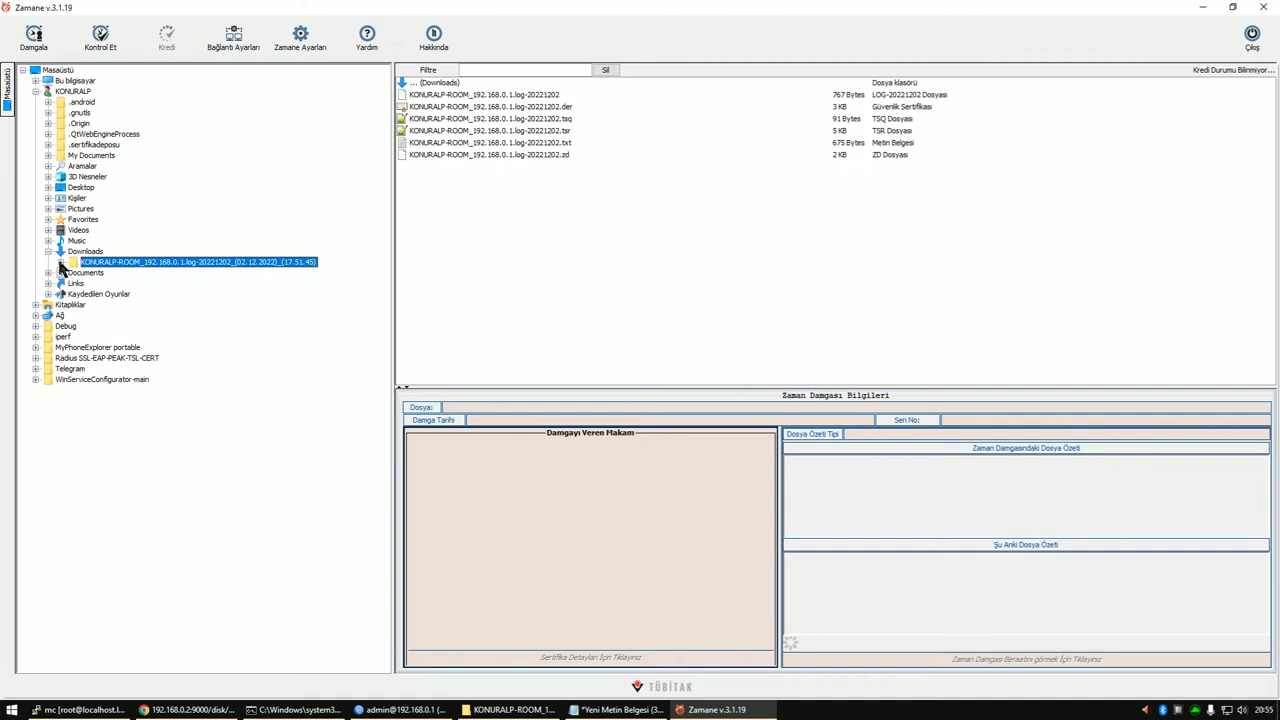 Zamane v.3.1.19
Damgala
Kontrol Et
Kredi
Bağlantı Ayarları
Zamane Ayarları
Yardım
Hakkında
Çıkış
Masaüstü
Masaüstü
Bu bilgisayar
KONURALP
.android
.gnutls
.Origin
.QtWebEngineProcess
.sertifikadeposu
My Documents
Aramalar
3D Nesneler
Desktop
Kişiler
Pictures
Favorites
Videos
Music
Downloads
KONURALP-ROOM_192.168.0.1.log-20221202_(02.12.2022)_(17.51.45)
Documents
Links
Kaydedilen Oyunlar
Kitaplıklar
Ağ
Debug
iperf
MyPhoneExplorer portable
Radius SSL-EAP-PEAK-TSL-CERT
Telegram
WinServiceConfigurator-main
Filtre
Sil
Kredi Durumu Bilinmiyor...
... (Downloads) Dosya klasörü
KONURALP-ROOM_192.168.0.1.log-20221202 767 Bytes LOG-20221202 Dosyası
KONURALP-ROOM_192.168.0.1.log-20221202.der 3 KB Güvenlik Sertifikası
KONURALP-ROOM_192.168.0.1.log-20221202.tsq 91 Bytes TSQ Dosyası
KONURALP-ROOM_192.168.0.1.log-20221202.tsr 5 KB TSR Dosyası
KONURALP-ROOM_192.168.0.1.log-20221202.txt 675 Bytes Metin Belgesi
KONURALP-ROOM_192.168.0.1.log-20221202.zd 2 KB ZD Dosyası
Zaman Damgası Bilgileri
Dosya:
Damga Tarihi
Seri No:
Damgayı Veren Makam
Dosya Özeti Tipi
Zaman Damgasındaki Dosya Özeti
Şu Anki Dosya Özeti
Sertifika Detayları İçin Tıklayınız
Zaman Damgası Beraatını görmek İçin Tıklayınız
TÜBİTAK
mc [root@localhost.l...
192.168.0.2:9000/disk/...
C:\Windows\system3...
admin@192.168.0.1 (...
KONURALP-ROOM_1...
*Yeni Metin Belgesi (3...
Zamane v.3.1.19
20:55